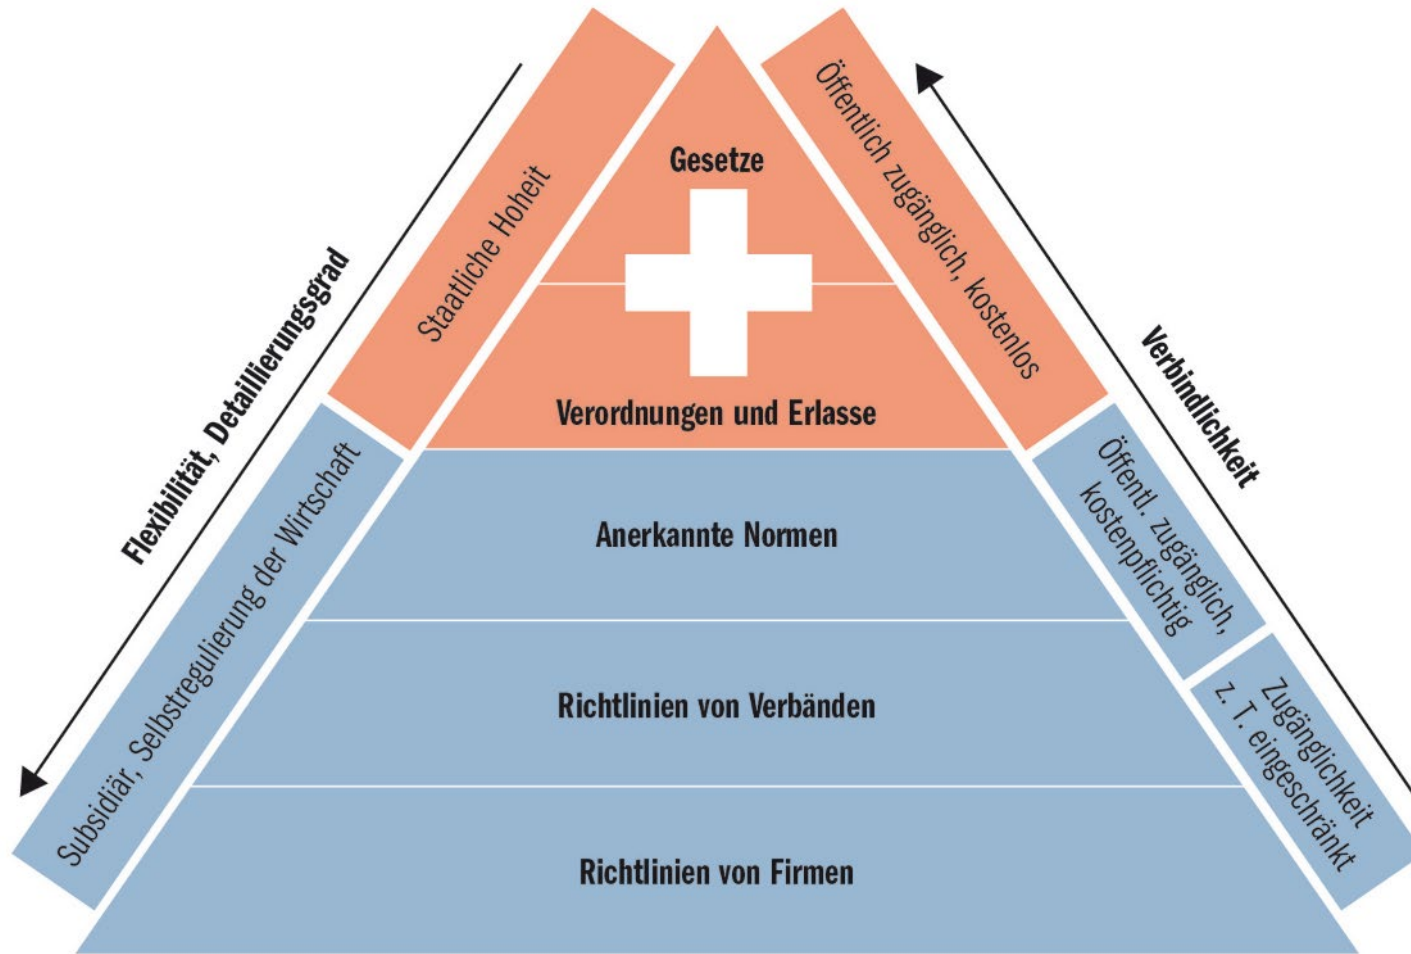 Gesetze
Verordnungen und Erlasse
Anerkannte Normen
Richtlinien von Verbänden
Richtlinien von Firmen
Flexibilität, Detaillierungsgrad
Staatliche Hoheit
Subsidiär, Selbstregulierung der Wirtschaft
Öffentlich zugänglich, kostenlos
Öffentl. zugänglich,
kostenpflichtig
Zugänglichkeit
z. T. eingeschränkt
Verbindlichkeit